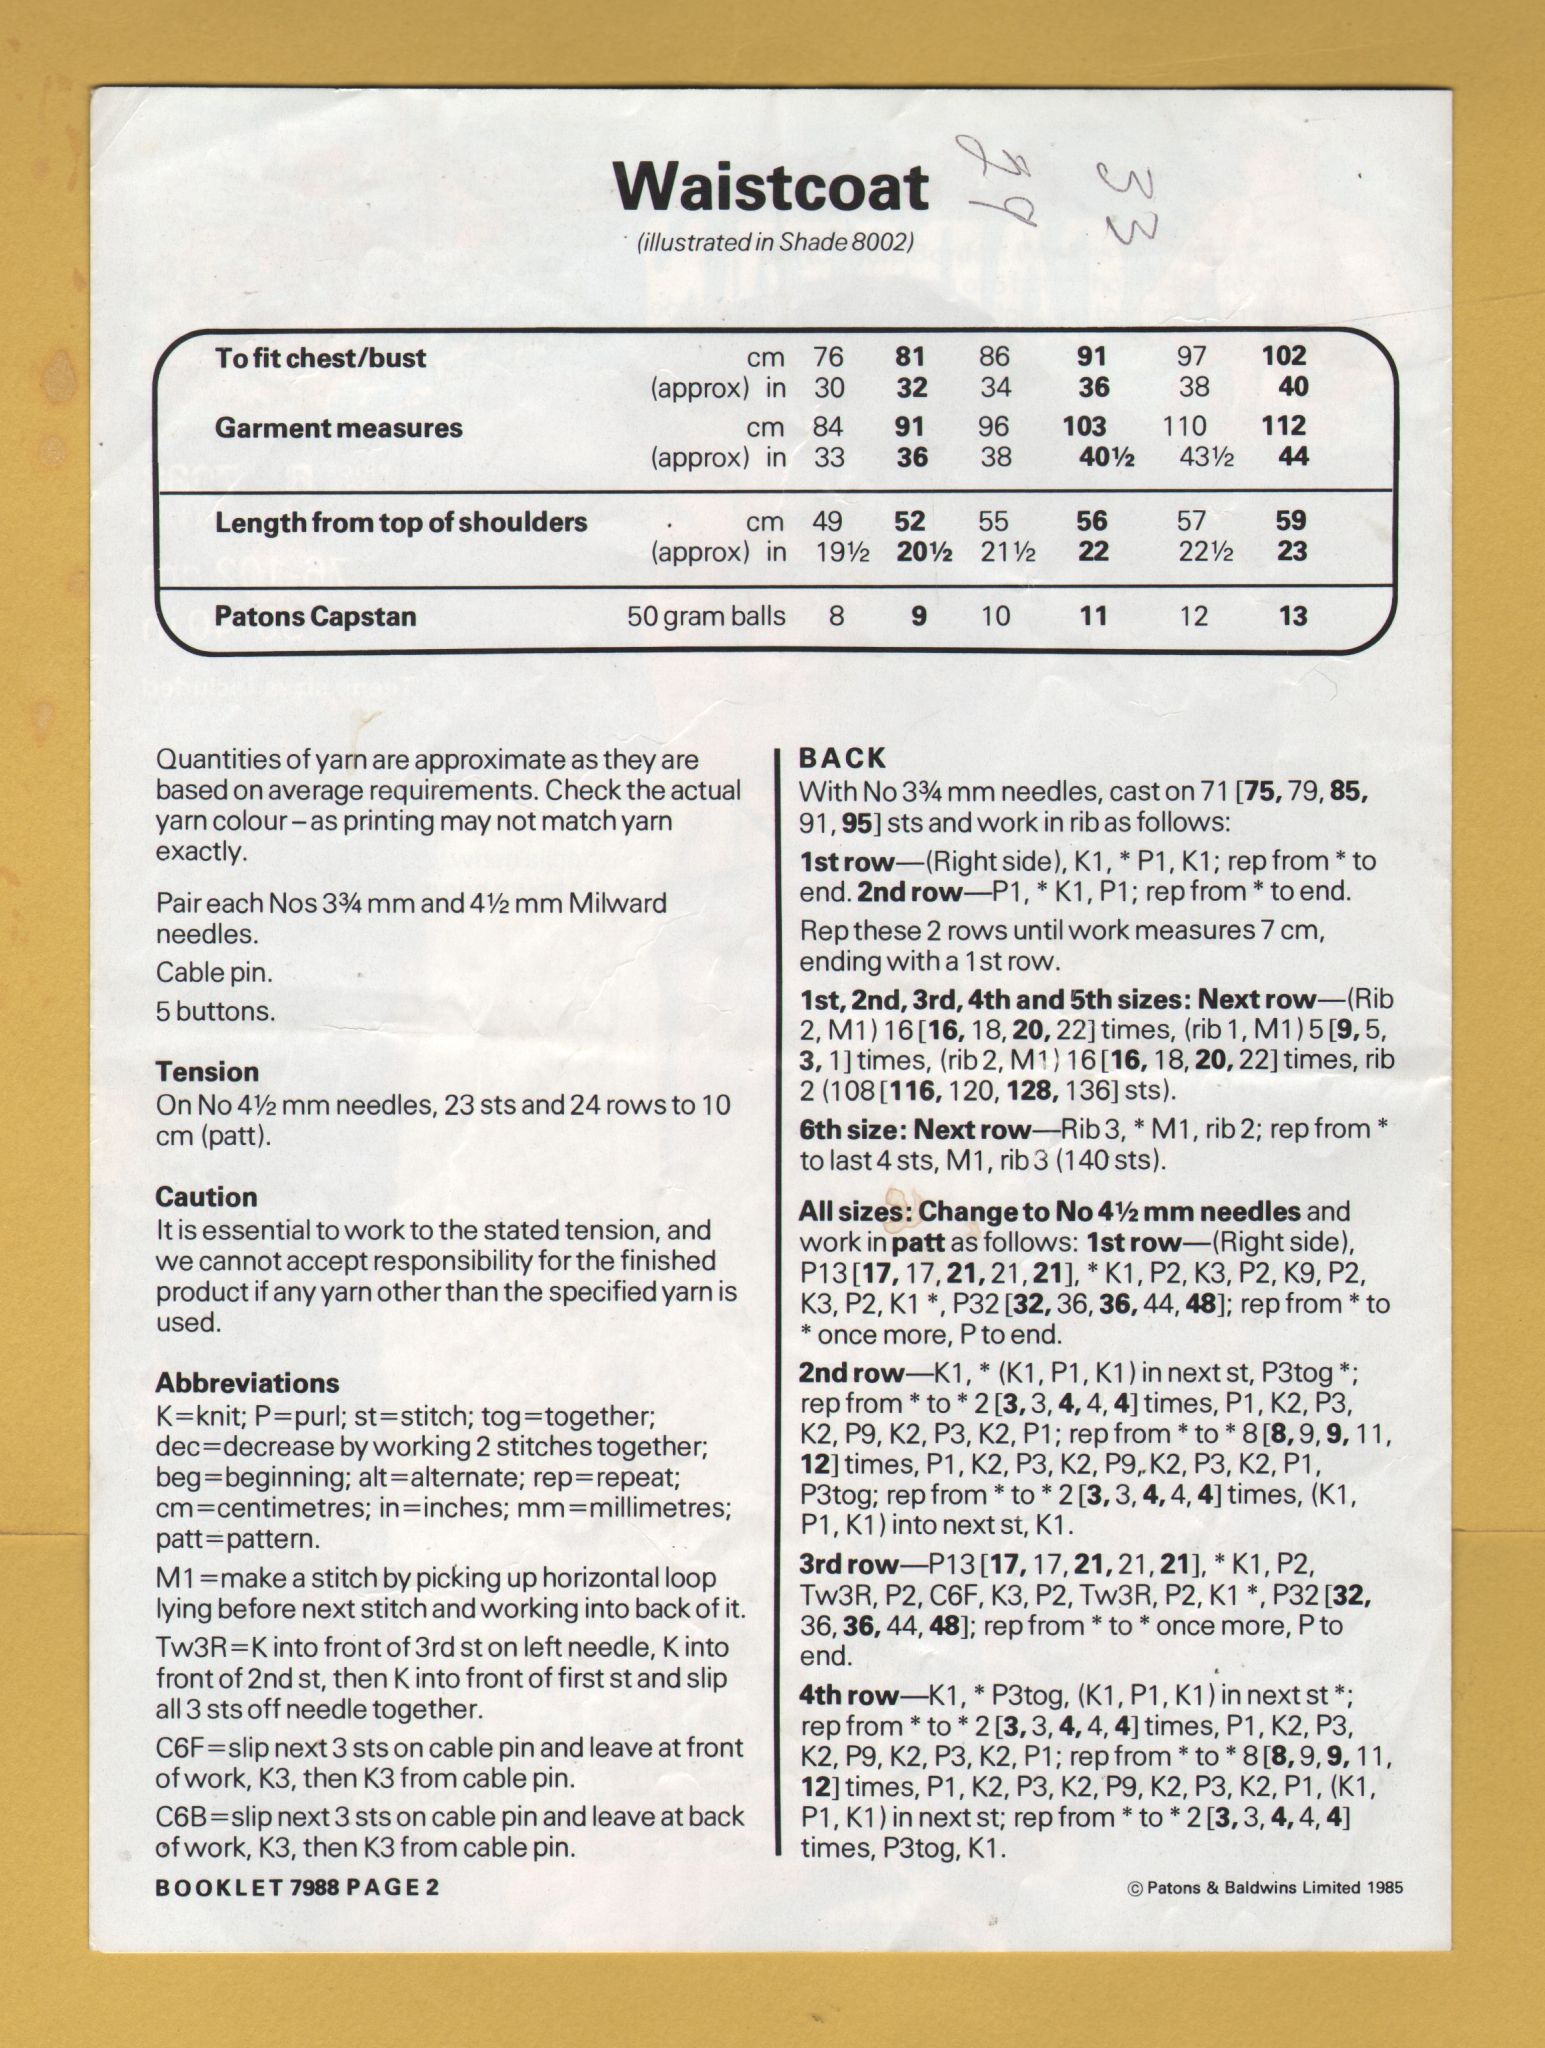 Waistcoat
(illustrated in Shade 8002)
33
To fit chest/bust cm 76 81 86 91 97 102
(approx) in 30 32 34 36 38 40
Garment measures cm 84 91 96 103 110 112
(approx) in 33 36 38 40½ 43½ 44
Length from top of shoulders cm 49 52 55 56 57 59
(approx) in 19½ 20½ 21½ 22 22½ 23
Patons Capstan 50 gram balls 8 9 10 11 12 13
Quantities of yarn are approximate as they are
based on average requirements. Check the actual
yarn colour – as printing may not match yarn
exactly.
Pair each Nos 3¾ mm and 4½ mm Milward
needles.
Cable pin.
5 buttons.
Tension
On No 4½ mm needles, 23 sts and 24 rows to 10
cm (patt).
Caution
It is essential to work to the stated tension, and
we cannot accept responsibility for the finished
product if any yarn other than the specified yarn is
used.
Abbreviations
K=knit; P=purl; st=stitch; tog=together;
dec=decrease by working 2 stitches together;
beg=beginning; alt=alternate; rep=repeat;
cm=centimetres; in=inches; mm=millimetres;
patt=pattern.
M1=make a stitch by picking up horizontal loop
lying before next stitch and working into back of it.
Tw3R=K into front of 3rd st on left needle, K into
front of 2nd st, then K into front of first st and slip
all 3 sts off needle together.
C6F=slip next 3 sts on cable pin and leave at front
of work, K3, then K3 from cable pin.
C6B=slip next 3 sts on cable pin and leave at back
of work, K3, then K3 from cable pin.
BOOKLET 7988 PAGE 2
BACK
With No 3¾ mm needles, cast on 71 [75, 79, 85,
91, 95] sts and work in rib as follows:
1st row—(Right side), K1, * P1, K1; rep from * to
end. 2nd row—P1, * K1, P1; rep from * to end.
Rep these 2 rows until work measures 7 cm,
ending with a 1st row.
1st, 2nd, 3rd, 4th and 5th sizes: Next row—(Rib
2, M1) 16 [16, 18, 20, 22] times, (rib 1, M1) 5 [9, 5,
3, 1] times, (rib 2, M1) 16 [16, 18, 20, 22] times, rib
2 (108 [116, 120, 128, 136] sts).
6th size: Next row—Rib 3, * M1, rib 2; rep from *
to last 4 sts, M1, rib 3 (140 sts).
All sizes: Change to No 4½ mm needles and
work in patt as follows: 1st row—(Right side),
P13 [17, 17, 21, 21, 21], * K1, P2, K3, P2, K9, P2,
K3, P2, K1 *, P32 [32, 36, 36, 44, 48]; rep from * to
* once more, P to end.
2nd row—K1, * (K1, P1, K1) in next st, P3tog *;
rep from * to * 2 [3, 3, 4, 4, 4] times, P1, K2, P3,
K2, P9, K2, P3, K2, P1; rep from * to * 8 [8, 9, 9, 11,
12] times, P1, K2, P3, K2, P9, K2, P3, K2, P1,
P3tog; rep from * to * 2 [3, 3, 4, 4, 4] times, (K1,
P1, K1) into next st, K1.
3rd row—P13 [17, 17, 21, 21, 21], * K1, P2,
Tw3R, P2, C6F, K3, P2, Tw3R, P2, K1 *, P32 [32,
36, 36, 44, 48]; rep from * to * once more, P to
end.
4th row—K1, * P3tog, (K1, P1, K1) in next st *;
rep from * to * 2 [3, 3, 4, 4, 4] times, P1, K2, P3,
K2, P9, K2, P3, K2, P1; rep from * to * 8 [8, 9, 9, 11,
12] times, P1, K2, P3, K2, P9, K2, P3, K2, P1, (K1,
P1, K1) in next st; rep from * to * 2 [3, 3, 4, 4, 4]
times, P3tog, K1.
© Patons & Baldwins Limited 1985